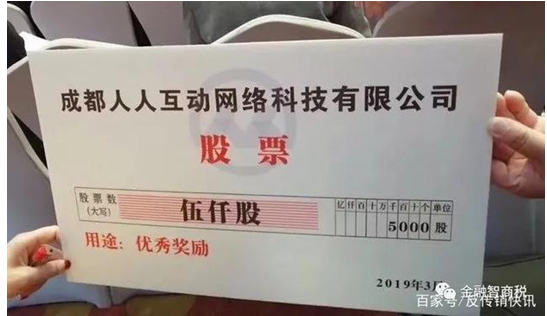 成都人人互动网络科技有限公司
股票
股票数
(大写)
伍仟股
亿仟百十万千百十个单位
5000股
用途：优秀奖励
2019年3月
金融智商税
百家号/反传销快讯